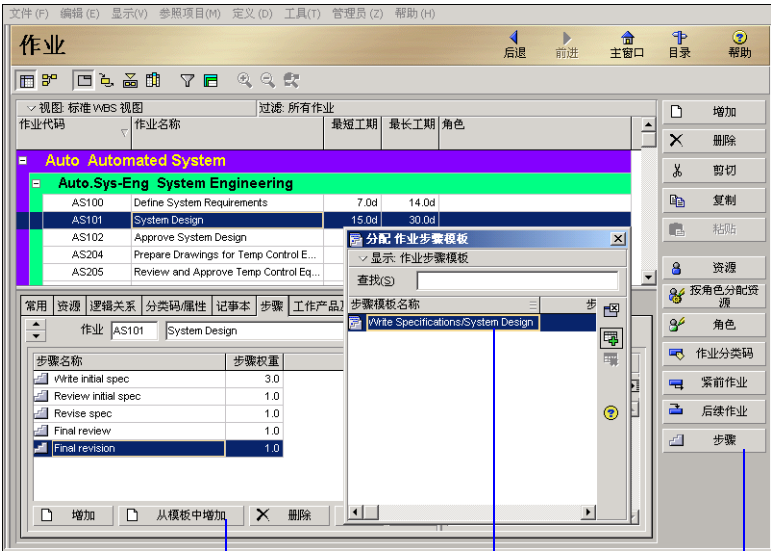 文件(F) 编辑(E) 显示(V) 参照项目(M) 定义(D) 工具(T) 管理员(Z) 帮助(H)
作业
后退 前进 主窗口 目录 帮助
视图: 标准 WBS 视图 过滤: 所有作业
作业代码 作业名称 最短工期 最长工期 角色
Auto Automated System
Auto.Sys-Eng System Engineering
AS100 Define System Requirements 7.0d 14.0d
AS101 System Design 15.0d 30.0d
AS102 Approve System Design
AS204 Prepare Drawings for Temp Control E...
AS205 Review and Approve Temp Control Eq...
常用 资源 逻辑关系 分类码/属性 记事本 步骤 工作产品及
作业 AS101 System Design
步骤名称 步骤权重
Write initial spec 3.0
Review initial spec 1.0
Revise spec 1.0
Final review 1.0
Final revision 1.0
增加 从模板中增加 删除
分配 作业步骤模板
显示: 作业步骤模板
查找(S)
步骤模板名称 步
Write Specifications/System Design
增加
删除
剪切
复制
粘贴
资源
按角色分配资
源
角色
作业分类码
紧前作业
后续作业
步骤